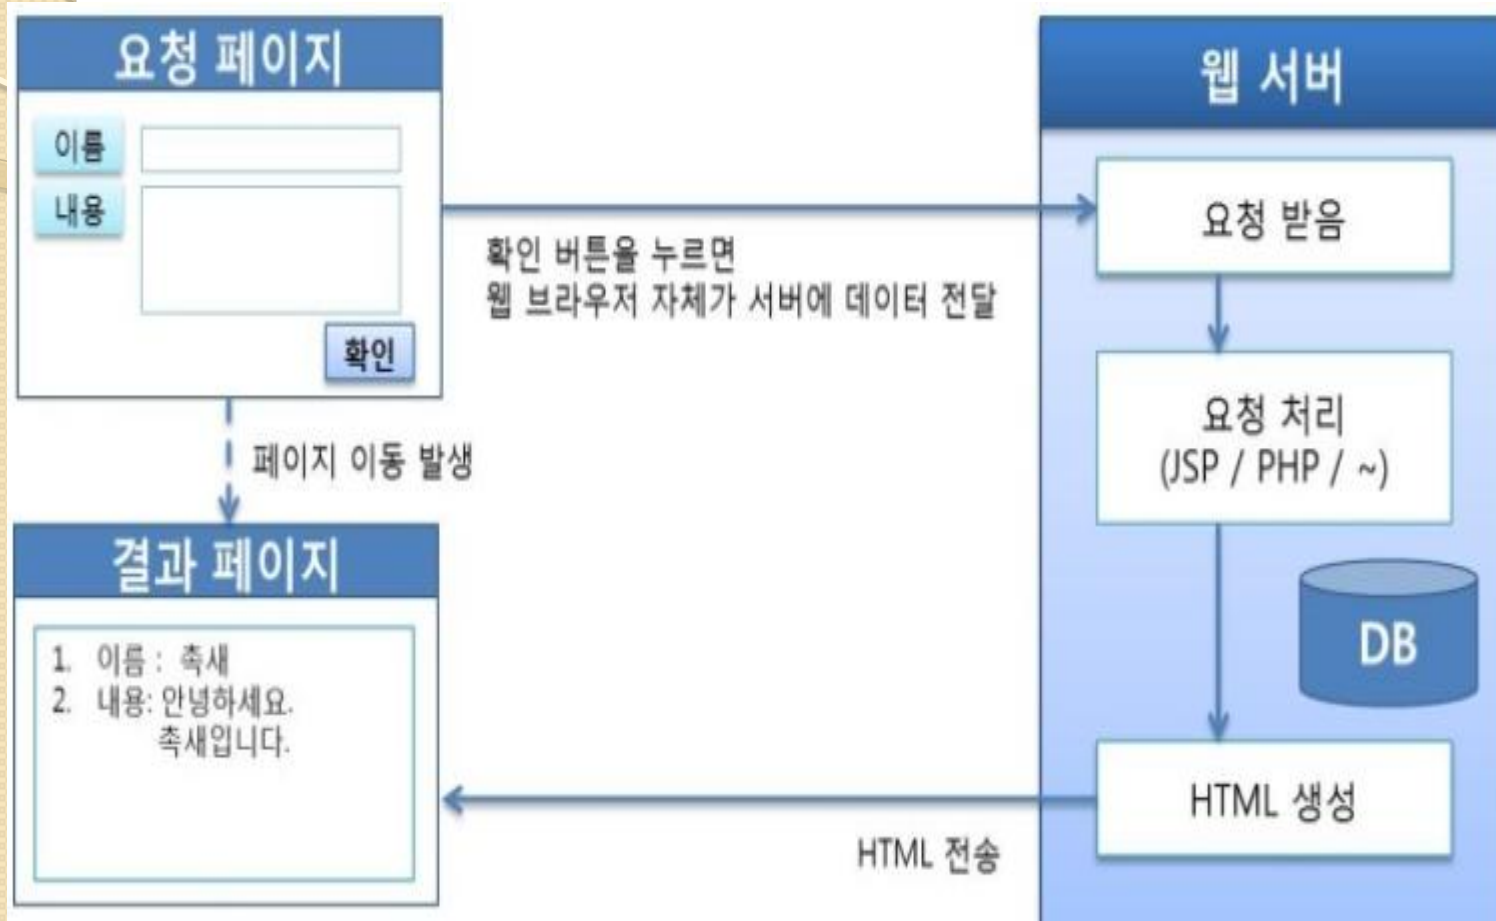 요청 페이지
이름
내용
확인
확인 버튼을 누르면
웹 브라우저 자체가 서버에 데이터 전달
웹 서버
요청 받음
요청 처리
(JSP / PHP / ~)
DB
HTML 생성
HTML 전송
페이지 이동 발생
결과 페이지
1. 이름 : 촉새
2. 내용: 안녕하세요.
촉새입니다.